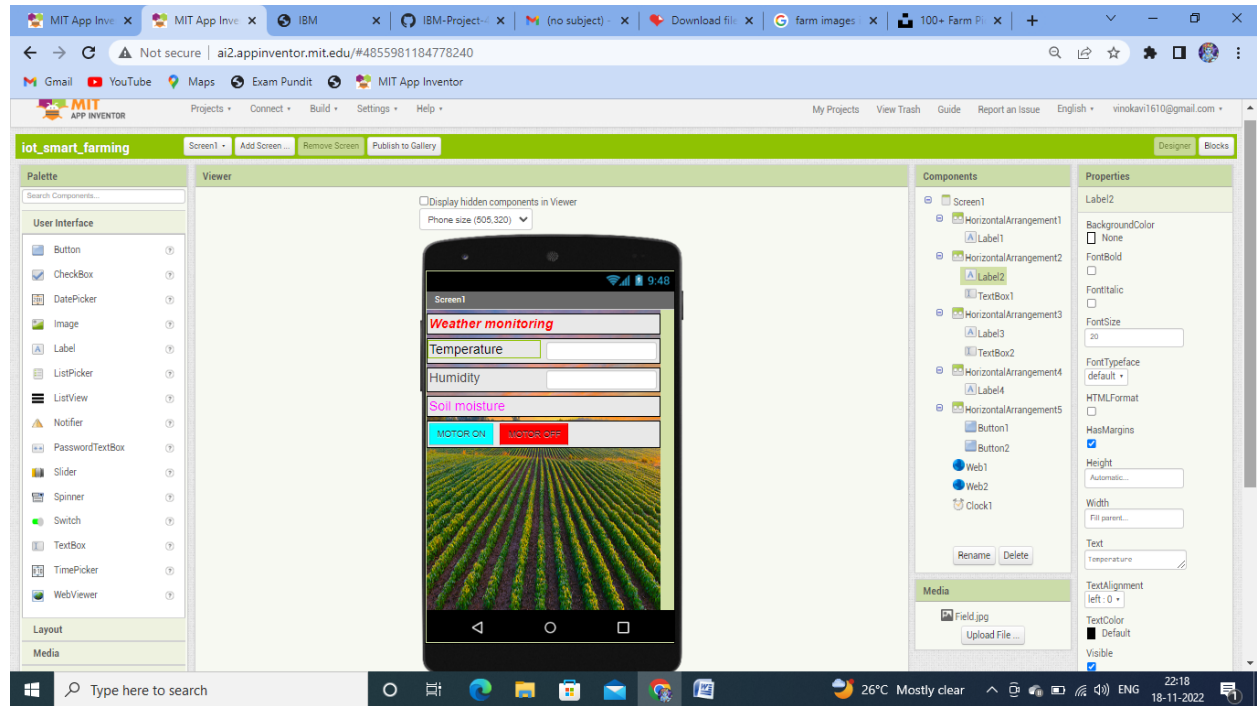 MIT App Inve
MIT App Inve
IBM
IBM-Project-
(no subject) -
Download file
farm images
100+ Farm Pi
Not secure | ai2.appinventor.mit.edu/#4855981184778240
Gmail
YouTube
Maps
Exam Pundit
MIT App Inventor
MIT
APP INVENTOR
Projects
Connect
Build
Settings
Help
My Projects
View Trash
Guide
Report an Issue
English
vinokavi1610@gmail.com
iot_smart_farming
Screen1
Add Screen ...
Remove Screen
Publish to Gallery
Designer
Blocks
Palette
Search Components...
User Interface
Button
CheckBox
DatePicker
Image
Label
ListPicker
ListView
Notifier
PasswordTextBox
Slider
Spinner
Switch
TextBox
TimePicker
WebViewer
Layout
Media
Viewer
Display hidden components in Viewer
Phone size (505,320)
9:48
Screen1
Weather monitoring
Temperature
Humidity
Soil moisture
MOTOR ON
MOTOR OFF
Components
Screen1
HorizontalArrangement1
Label1
HorizontalArrangement2
Label2
TextBox1
HorizontalArrangement3
Label3
TextBox2
HorizontalArrangement4
Label4
HorizontalArrangement5
Button1
Button2
Web1
Web2
Clock1
Rename
Delete
Media
Field.jpg
Upload File ...
Properties
Label2
BackgroundColor
None
FontBold
FontItalic
FontSize
20
FontTypeface
default
HTMLFormat
HasMargins
Height
Automatic...
Width
Fill parent...
Text
Temperature
TextAlignment
left : 0
TextColor
Default
Visible
Type here to search
26°C Mostly clear
ENG
22:18
18-11-2022
1